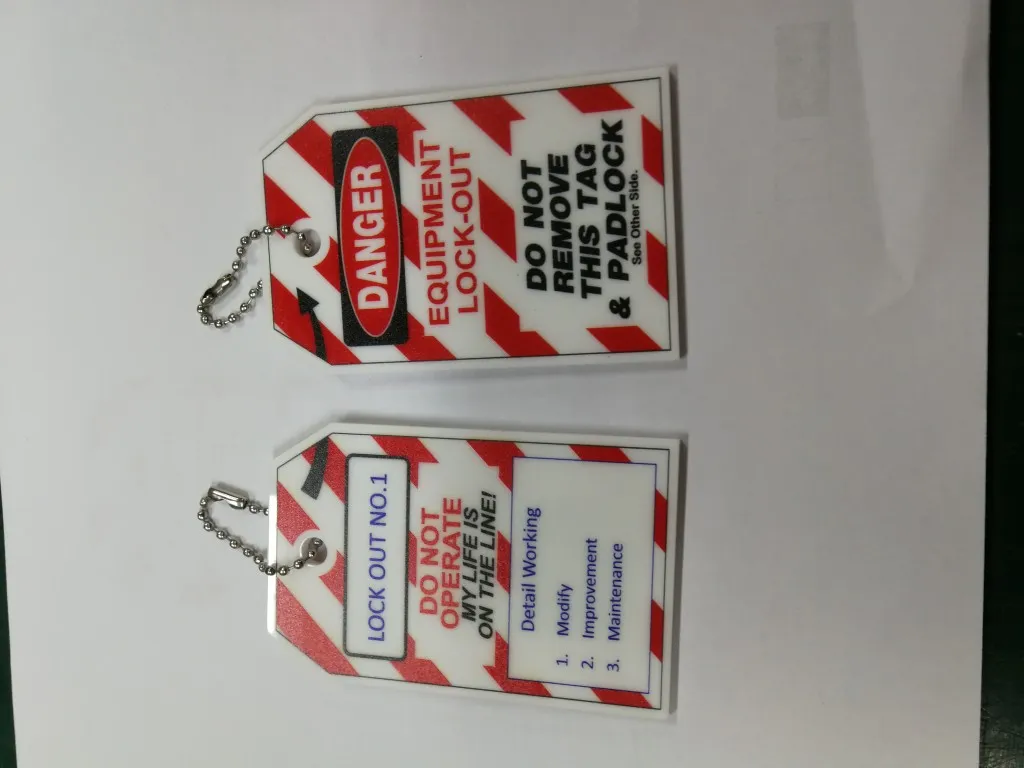 DANGER
EQUIPMENT
LOCK-OUT
DO NOT
REMOVE
THIS TAG
& PADLOCK
See Other Side.
LOCK OUT NO.1
DO NOT
OPERATE
MY LIFE IS
ON THE LINE!
Detail Working
1. Modify
2. Improvement
3. Maintenance